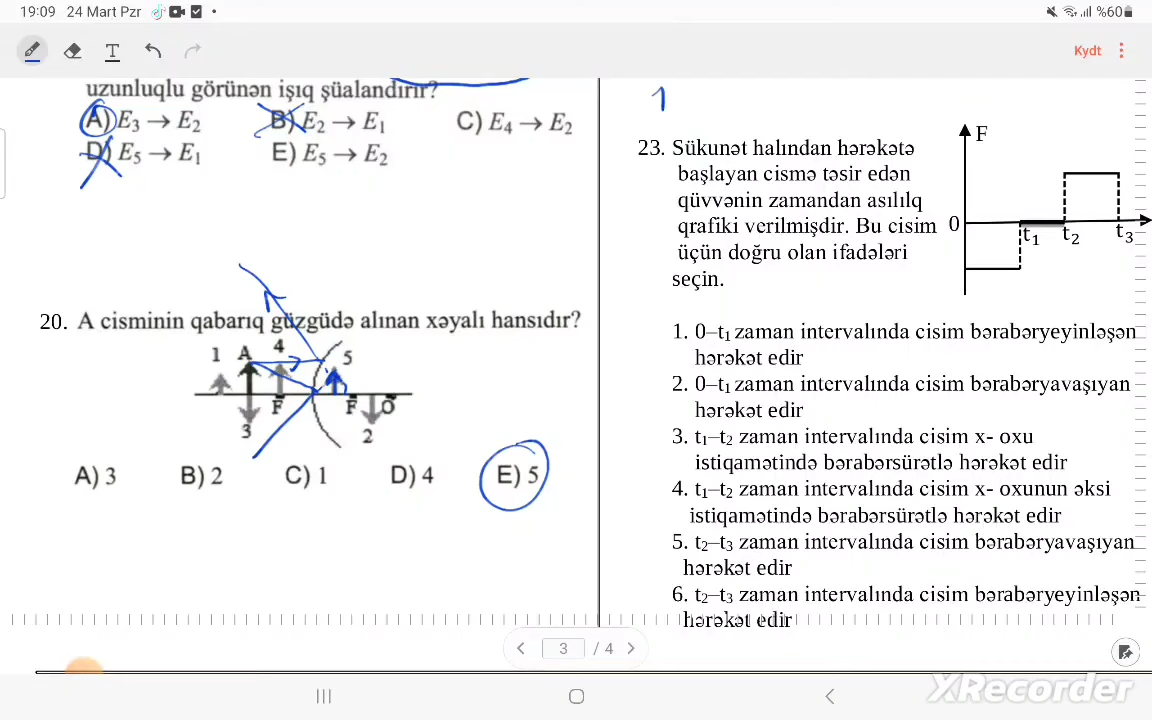 19:09 24 Mart Pzr
%60
T
Kydt
uzunluqlu görünən işıq şüalandırır?
A) E3 → E2
B) E2 → E1
C) E4 → E2
D) E5 → E1
E) E5 → E2
20. A cisminin qabarıq güzgüdə alınan xəyalı hansıdır?
1 A 4 5
F F O
3 2
A) 3 B) 2 C) 1 D) 4 E) 5
1
23. Sükunət halından hərəkətə
başlayan cismə təsir edən
qüvvənin zamandan asılılq
qrafiki verilmişdir. Bu cisim
üçün doğru olan ifadələri
seçin.
F
0 t1 t2 t3
1. 0–t1 zaman intervalında cisim bərabəryeyinləşən
hərəkət edir
2. 0–t1 zaman intervalında cisim bərabəryavaşıyan
hərəkət edir
3. t1–t2 zaman intervalında cisim x- oxu
istiqamətində bərabərsürətlə hərəkət edir
4. t1–t2 zaman intervalında cisim x- oxunun əksi
istiqamətində bərabərsürətlə hərəkət edir
5. t2–t3 zaman intervalında cisim bərabəryavaşıyan
hərəkət edir
6. t2–t3 zaman intervalında cisim bərabəryeyinləşən
hərəkət edir
3 / 4
XRecorder